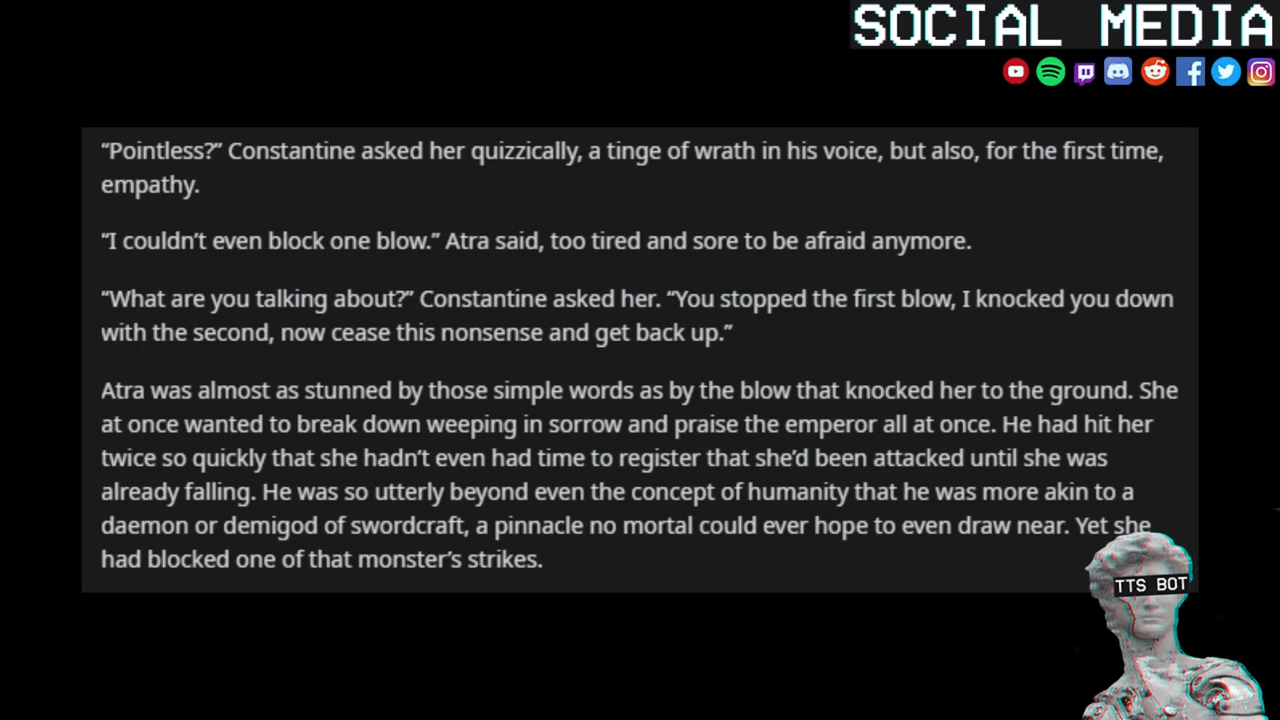 SOCIAL MEDIA
“Pointless?” Constantine asked her quizzically, a tinge of wrath in his voice, but also, for the first time,
empathy.
“I couldn’t even block one blow.” Atra said, too tired and sore to be afraid anymore.
“What are you talking about?” Constantine asked her. “You stopped the first blow, I knocked you down
with the second, now cease this nonsense and get back up.”
Atra was almost as stunned by those simple words as by the blow that knocked her to the ground. She
at once wanted to break down weeping in sorrow and praise the emperor all at once. He had hit her
twice so quickly that she hadn’t even had time to register that she’d been attacked until she was
already falling. He was so utterly beyond even the concept of humanity that he was more akin to a
daemon or demigod of swordcraft, a pinnacle no mortal could ever hope to even draw near. Yet she
had blocked one of that monster’s strikes.
TTS BOT